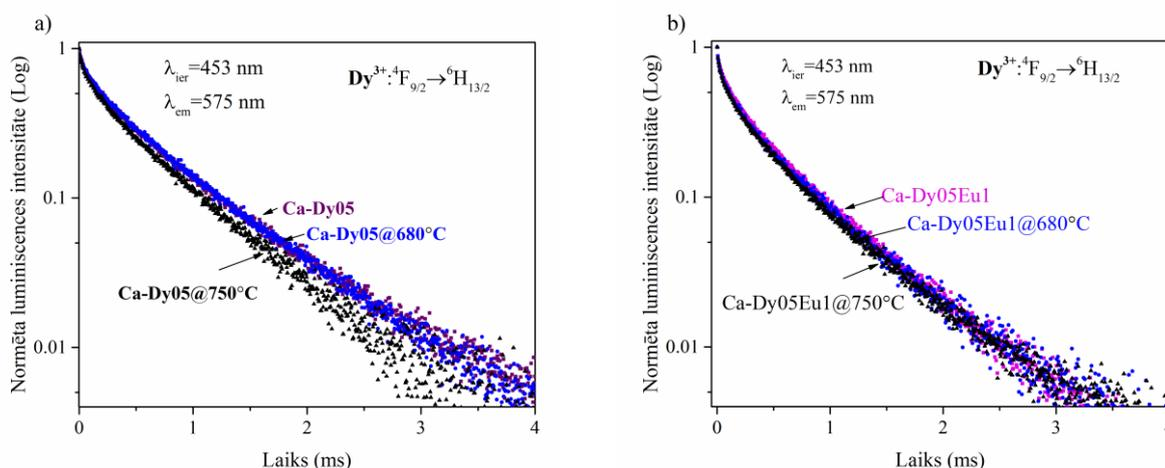 a)
Normēta luminiscences intensitāte (Log)
1
0.1
0.01
λier=453 nm
λem=575 nm
Dy³⁺:⁴F9/2→⁶H13/2
Ca-Dy05
Ca-Dy05@680°C
Ca-Dy05@750°C
0 1 2 3 4
Laiks (ms)
b)
Normēta luminiscences intensitāte (Log)
1
0.1
0.01
λier=453 nm
λem=575 nm
Dy³⁺:⁴F9/2→⁶H13/2
Ca-Dy05Eu1
Ca-Dy05Eu1@680°C
Ca-Dy05Eu1@750°C
0 1 2 3 4
Laiks (ms)